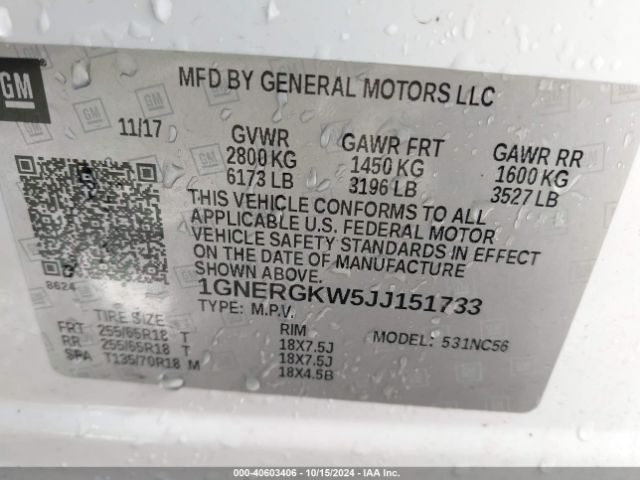 GM
MFD BY GENERAL MOTORS LLC
11/17
GVWR GAWR FRT GAWR RR
2800 KG 1450 KG 1600 KG
6173 LB 3196 LB 3527 LB
THIS VEHICLE CONFORMS TO ALL
APPLICABLE U.S. FEDERAL MOTOR
VEHICLE SAFETY STANDARDS IN EFFECT
ON THE DATE OF MANUFACTURE
SHOWN ABOVE.
8624
1GNERGKW5JJ151733
TYPE: M.P.V.
TIRE SIZE RIM MODEL: 531NC56
FRT 255/65R18 T 18X7.5J
RR 255/65R18 T 18X7.5J
SPA T135/70R18 M 18X4.5B
000-40603406 - 10/15/2024 - IAA Inc.